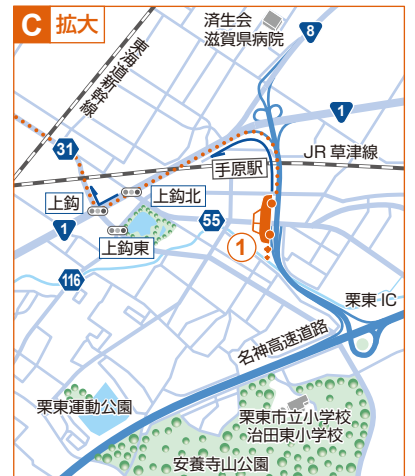 C 拡大
済生会
滋賀県病院
8
東海道新幹線
1
31
手原駅
JR草津線
上鈎
上鈎北
1
上鈎東
55
1
116
栗東 IC
名神高速道路
栗東運動公園
栗東市立小学校
治田東小学校
安養寺山公園